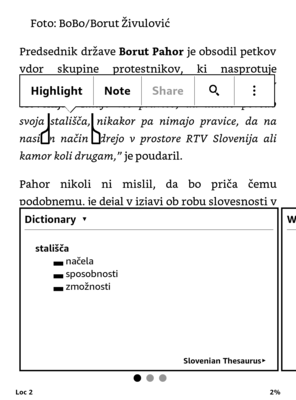 Foto: BoBo/Borut Živulović
Predsednik države Borut Pahor je obsodil petkov
vdor skupine protestnikov, ki nasprotuje
Highlight Note Share
svoja stališča, nikakor pa nimajo pravice, da na
način drejo v prostore RTV Slovenija ali
kamor koli drugam," je poudaril.
Pahor nikoli ni mislil, da bo priča čemu
podobnemu, je dejal v izjavi ob robu slovesnosti v
Dictionary
W
stališča
načela
sposobnosti
zmožnosti
Slovenian Thesaurus
Loc 2
2%